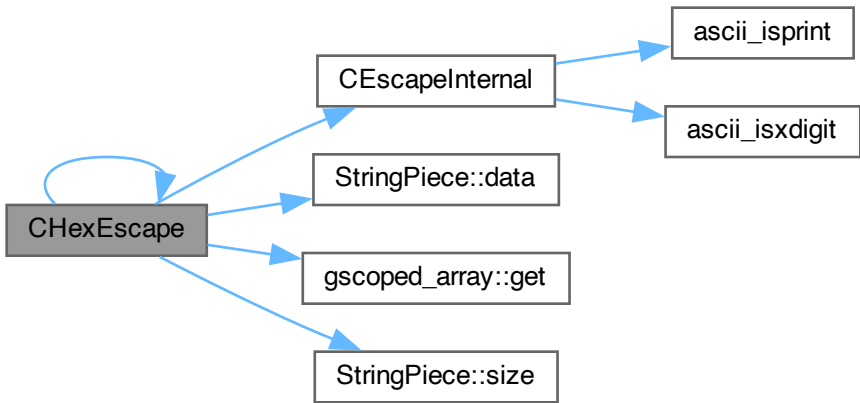 ascii_isprint
CEscapeInternal
ascii_isxdigit
StringPiece::data
CHexEscape
gscoped_array::get
StringPiece::size